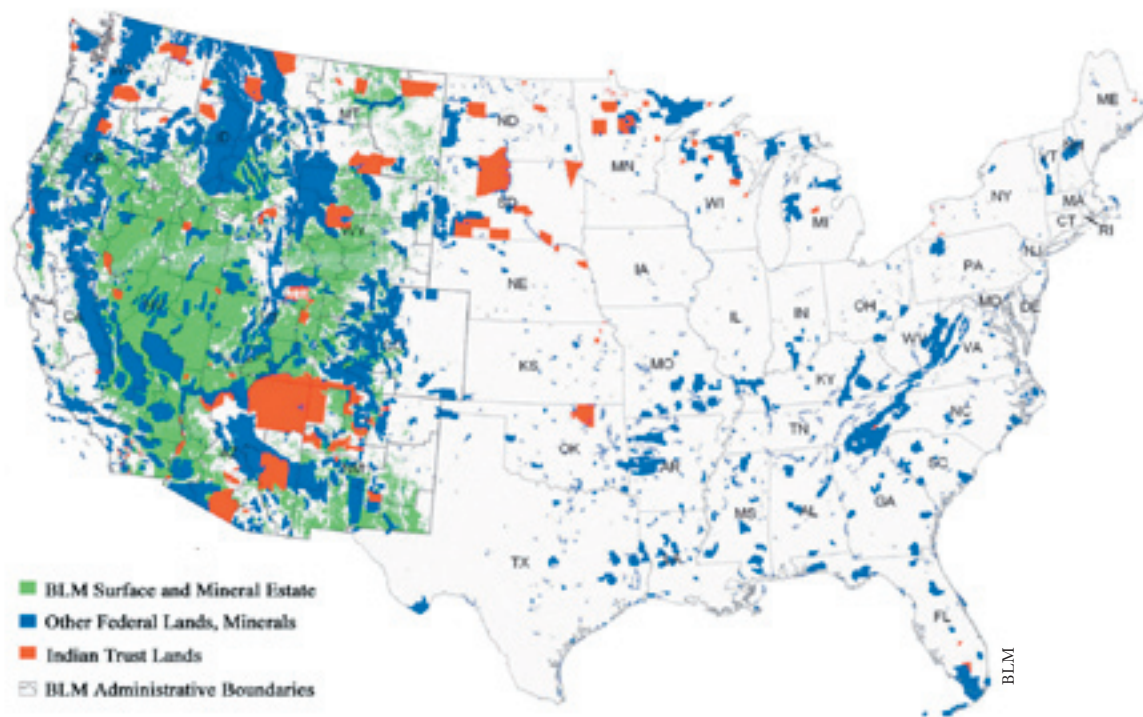 ND
MT
MN
ME
ID
VT
SD
WI
NY
MA
CT
RI
MI
WY
IA
PA
NJ
NE
OH
MD
DE
IL
IN
WV
VA
CA
KS
MO
KY
NC
TN
OK
AR
SC
MS
AL
GA
TX
FL
BLM Surface and Mineral Estate
Other Federal Lands, Minerals
Indian Trust Lands
BLM Administrative Boundaries
BLM